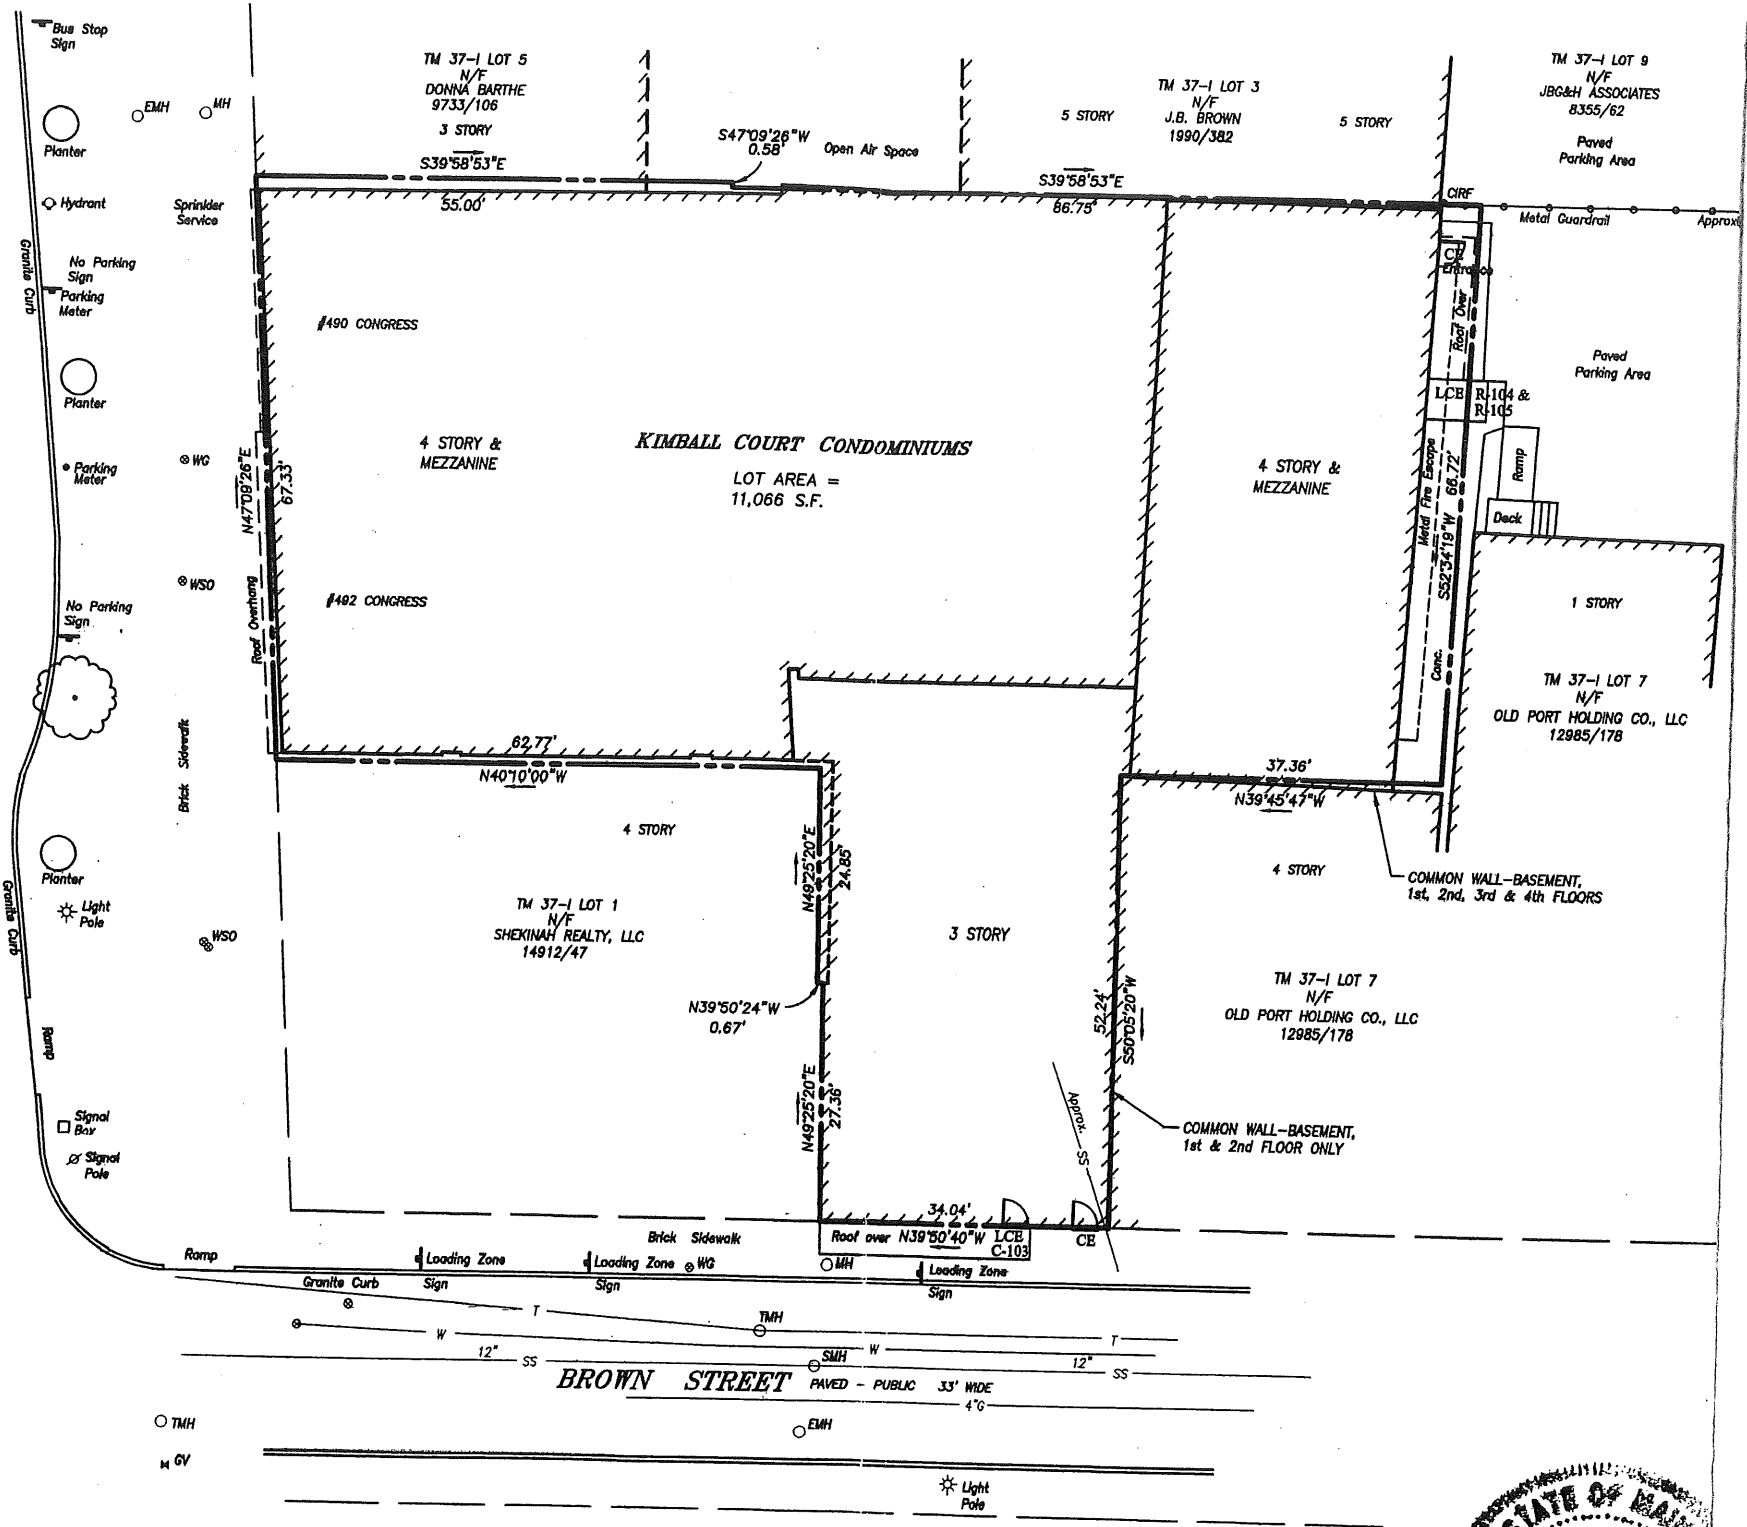 Bus Stop
Sign
EMH
MH
Planter
Hydrant
Sprinkler
Service
Granite Curb
No Parking
Sign
Parking
Meter
Planter
Parking
Meter
WG
WSO
No Parking
Sign
Brick Sidewalk
Planter
Light
Pole
Granite Curb
WSO
Ramp
Signal
Box
Signal
Pole
TM 37-I LOT 5
N/F
DONNA BARTHE
9733/106
3 STORY
S39°58'53"E
55.00'
S47°09'26"W
0.58'
Open Air Space
TM 37-I LOT 3
N/F
J.B. BROWN
1990/382
5 STORY
5 STORY
S39°58'53"E
86.75'
TM 37-I LOT 9
N/F
JBG&H ASSOCIATES
8355/62
Paved
Parking Area
CIRF
Metal Guardrail
CE
Entrance
Roof Over
Paved
Parking Area
LCE
R-104 &
R-105
Metal Fire Escape
S52°34'19"W 66.72'
Conc.
Ramp
Deck
1 STORY
TM 37-I LOT 7
N/F
OLD PORT HOLDING CO., LLC
12985/178
#490 CONGRESS
4 STORY &
MEZZANINE
KIMBALL COURT CONDOMINIUMS
LOT AREA =
11,066 S.F.
4 STORY &
MEZZANINE
N47°09'26"E
67.33'
Roof Overhang
#492 CONGRESS
62.77'
N40°10'00"W
37.36'
N39°45'47"W
4 STORY
N49°25'20"E
24.85'
4 STORY
COMMON WALL-BASEMENT,
1st, 2nd, 3rd & 4th FLOORS
TM 37-I LOT 1
N/F
SHEKINAH REALTY, LLC
14912/47
3 STORY
N39°50'24"W
0.67'
52.24'
S50°05'20"W
TM 37-I LOT 7
N/F
OLD PORT HOLDING CO., LLC
12985/178
N49°25'20"E
27.36'
Approx.
SS
COMMON WALL-BASEMENT,
1st & 2nd FLOOR ONLY
34.04'
Roof over N39°50'40"W
LCE
C-103
CE
Brick Sidewalk
Ramp
Loading Zone
Sign
Loading Zone
Sign
WG
MH
Loading Zone
Sign
Granite Curb
T
TMH
T
W
W
12"
SS
SMH
12"
SS
BROWN STREET PAVED - PUBLIC 33' WIDE
4"G
TMH
EMH
GV
Light
Pole
STATE OF